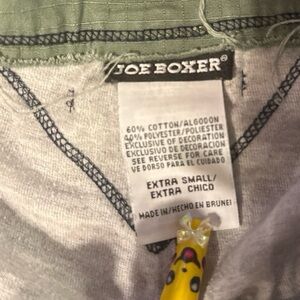 JOE BOXER®
60% COTTON/ALGODON
40% POLYESTER/POLIESTER
EXCLUSIVE OF DECORATION
EXCLUSIVO DE DECORACION
SEE REVERSE FOR CARE
VE DORSO PARA EL CUIDADO
EXTRA SMALL/
EXTRA CHICO
MADE IN/HECHO EN BRUNEI